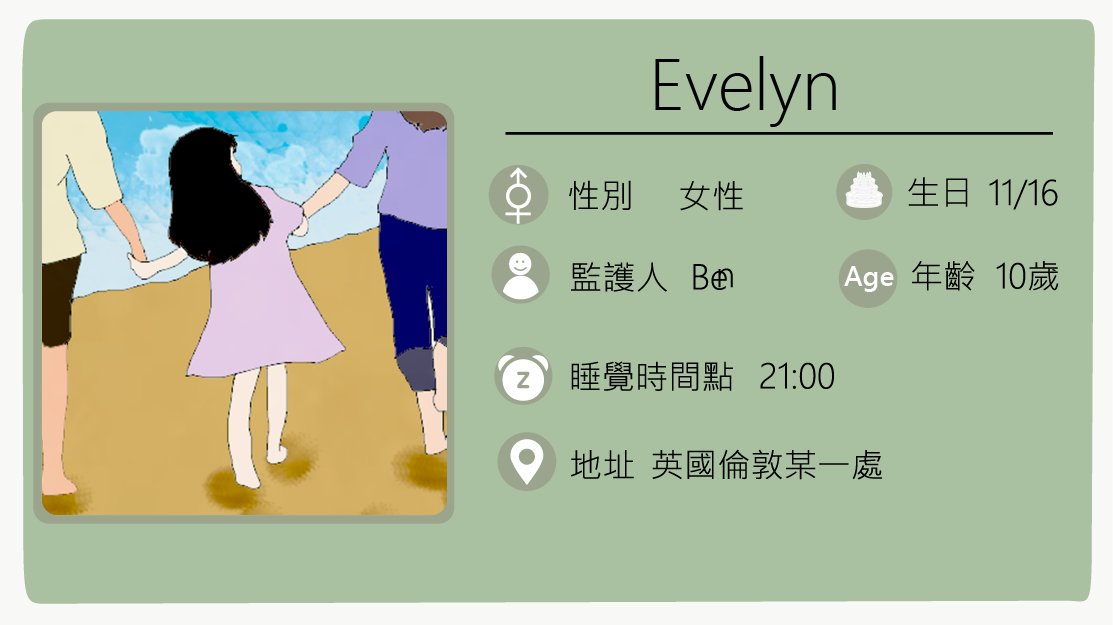 Evelyn
性別 女性
生日 11/16
監護人 Ben
Age 年齡 10歲
z 睡覺時間點 21:00
地址 英國倫敦某一處